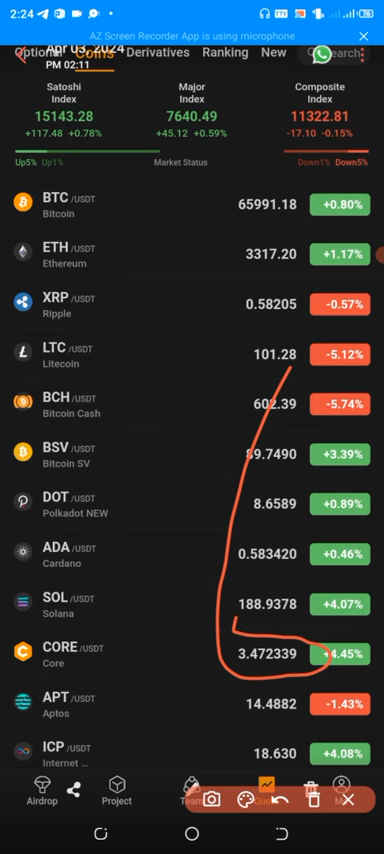 2:24
AZ Screen Recorder App is using microphone
Optional Coins Derivatives Ranking New Search
Apr 03, 2024
PM 02:11
Satoshi Index
Major Index
Composite Index
15143.28 7640.49 11322.81
+117.48 +0.78% +45.12 +0.59% -17.10 -0.15%
Up5% Up1% Market Status Down1% Down5%
BTC /USDT 65991.18 +0.80%
Bitcoin
ETH /USDT 3317.20 +1.17%
Ethereum
XRP /USDT 0.58205 -0.57%
Ripple
LTC /USDT 101.28 -5.12%
Litecoin
BCH /USDT 602.39 -5.74%
Bitcoin Cash
BSV /USDT 89.7490 +3.39%
Bitcoin SV
DOT /USDT 8.6589 +0.89%
Polkadot NEW
ADA /USDT 0.583420 +0.46%
Cardano
SOL /USDT 188.9378 +4.07%
Solana
CORE /USDT 3.472339 +4.45%
Core
APT /USDT 14.4882 -1.43%
Aptos
ICP /USDT 18.630 +4.08%
Internet ...
Airdrop Project